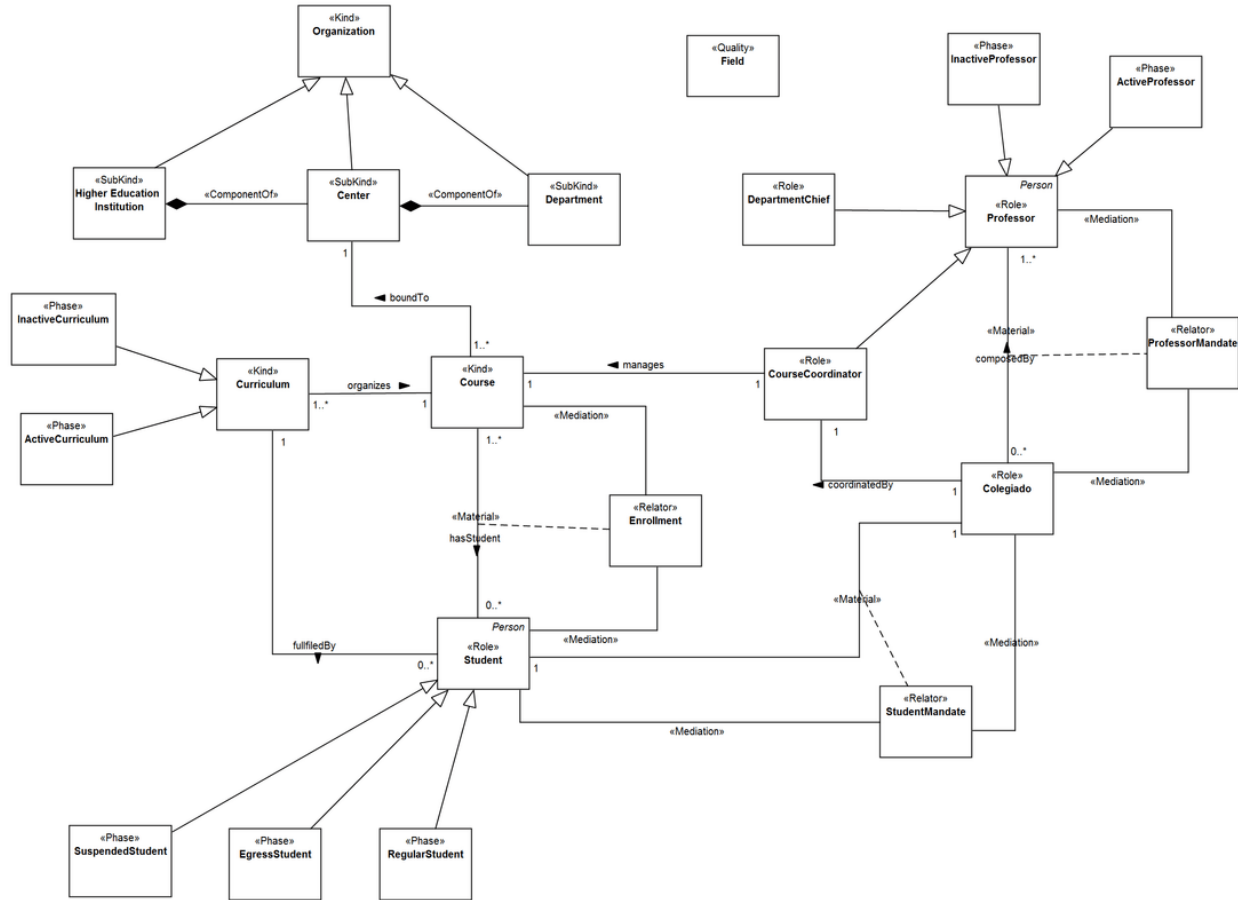 «Kind»
Organization
«Quality»
Field
«Phase»
InactiveProfessor
«Phase»
ActiveProfessor
«SubKind»
Higher Education
Institution
«ComponentOf»
«SubKind»
Center
«ComponentOf»
«SubKind»
Department
«Role»
DepartmentChief
Person
«Role»
Professor
«Mediation»
1
1..*
boundTo
«Phase»
InactiveCurriculum
«Material»
composedBy
«Relator»
ProfessorMandate
1..*
«Kind»
Curriculum
organizes
1..*
1
«Kind»
Course
manages
1
1
«Role»
CourseCoordinator
«Phase»
ActiveCurriculum
1
1..*
«Mediation»
1
0..*
«Role»
Colegiado
«Mediation»
coordinatedBy
1
1
«Material»
hasStudent
«Relator»
Enrollment
0..*
«Material»
fullfiledBy
0..*
Person
«Role»
Student
«Mediation»
1
«Mediation»
«Relator»
StudentMandate
«Mediation»
«Phase»
SuspendedStudent
«Phase»
EgressStudent
«Phase»
RegularStudent